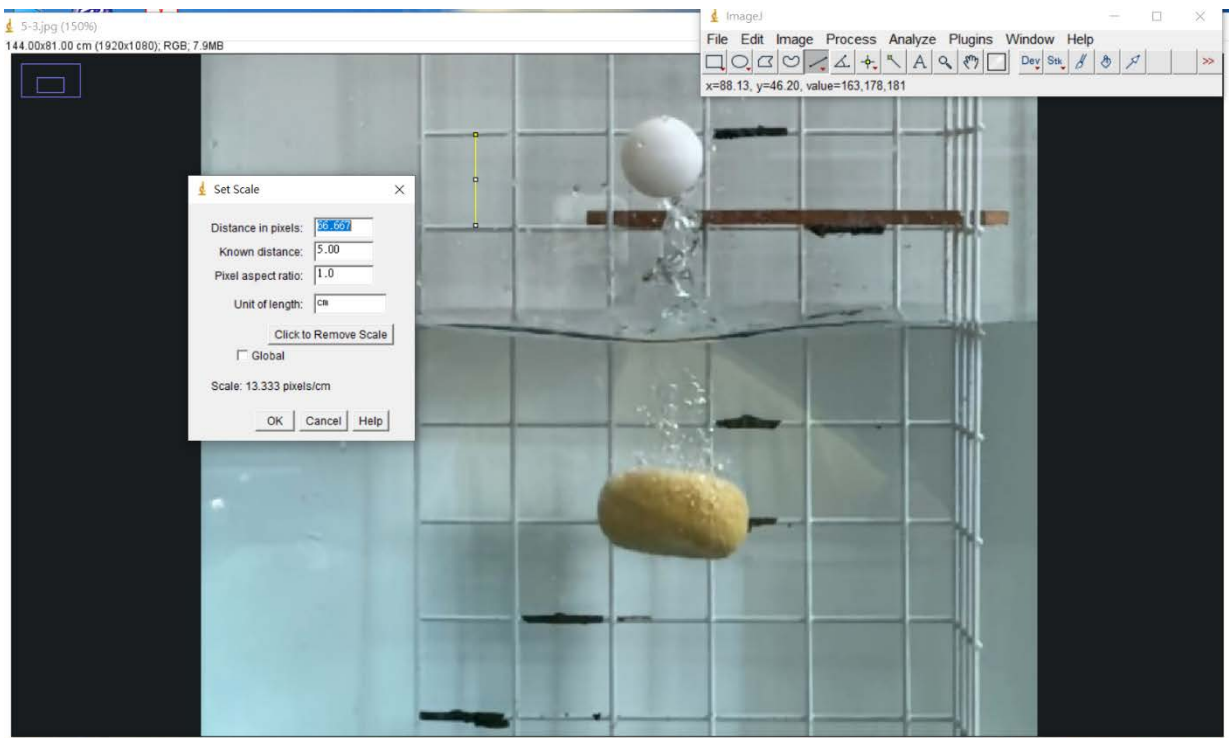 5-3.jpg (150%)
144.00x81.00 cm (1920x1080); RGB; 7.9MB
ImageJ
File Edit Image Process Analyze Plugins Window Help
A Dev Stk >>
x=88.13, y=46.20, value=163,178,181
Set Scale
Distance in pixels: 66.667
Known distance: 5.00
Pixel aspect ratio: 1.0
Unit of length: cm
Click to Remove Scale
Global
Scale: 13.333 pixels/cm
OK Cancel Help